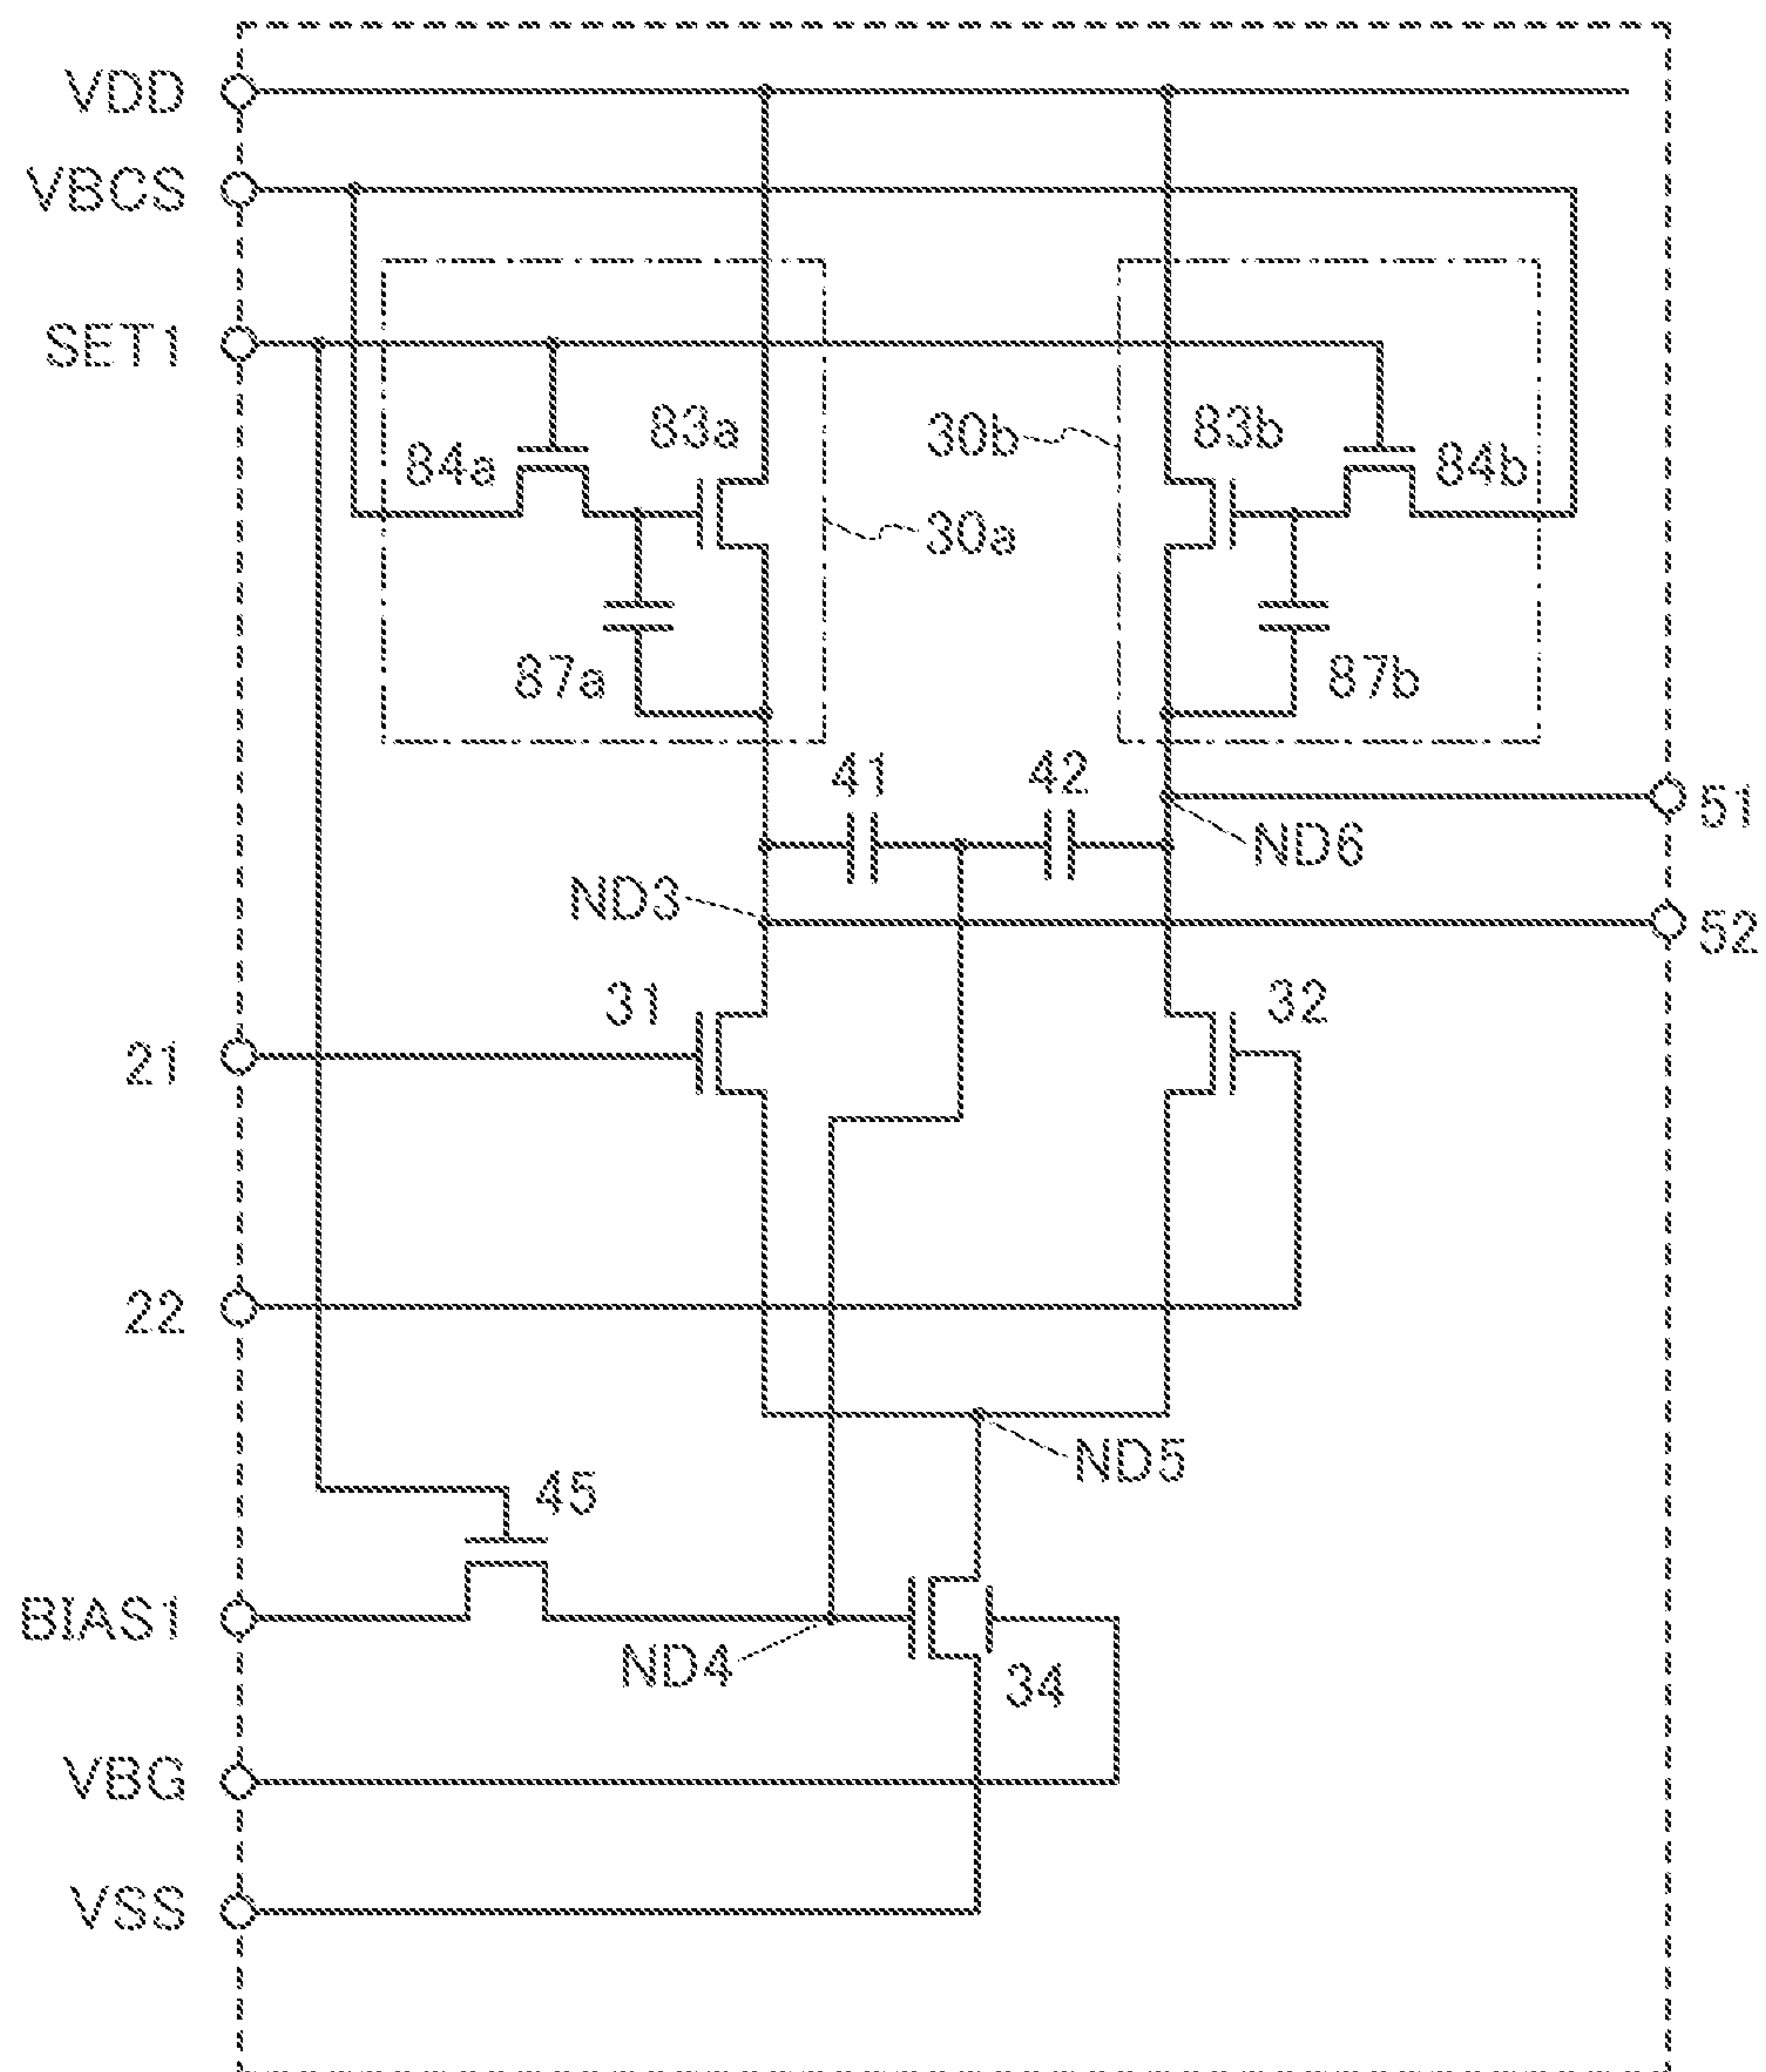 VDD
VBCS
SET1
83a
30b
83b
84a
84b
30a
87a
87b
41
42
51
ND6
ND3
52
31
32
21
22
ND5
45
BIAS1
ND4
34
VBG
VSS